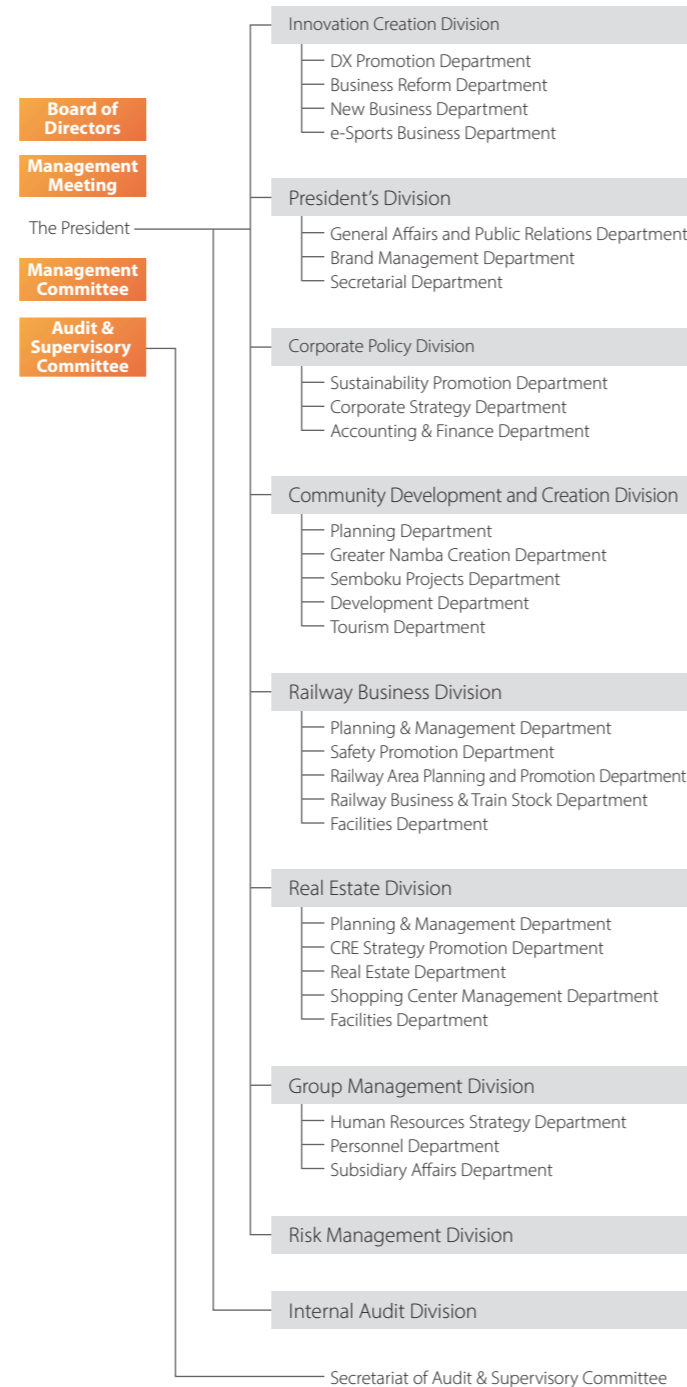 Board of
Directors
Management
Meeting
The President
Management
Committee
Audit &
Supervisory
Committee
Innovation Creation Division
DX Promotion Department
Business Reform Department
New Business Department
e-Sports Business Department
President’s Division
General Affairs and Public Relations Department
Brand Management Department
Secretarial Department
Corporate Policy Division
Sustainability Promotion Department
Corporate Strategy Department
Accounting & Finance Department
Community Development and Creation Division
Planning Department
Greater Namba Creation Department
Semboku Projects Department
Development Department
Tourism Department
Railway Business Division
Planning & Management Department
Safety Promotion Department
Railway Area Planning and Promotion Department
Railway Business & Train Stock Department
Facilities Department
Real Estate Division
Planning & Management Department
CRE Strategy Promotion Department
Real Estate Department
Shopping Center Management Department
Facilities Department
Group Management Division
Human Resources Strategy Department
Personnel Department
Subsidiary Affairs Department
Risk Management Division
Internal Audit Division
Secretariat of Audit & Supervisory Committee